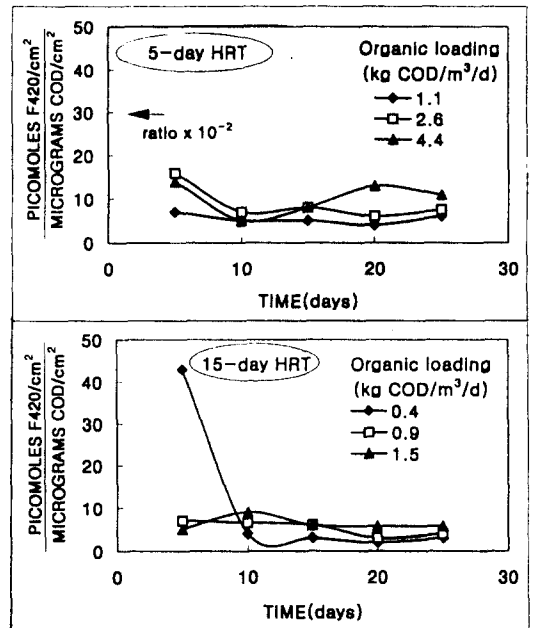 PICOMOLES F420/cm²
MICROGRAMS COD/cm²
50
40
30
20
10
0
5-day HRT
ratio x 10⁻²
Organic loading
(kg COD/m³/d)
1.1
2.6
4.4
0
10
20
30
TIME(days)
PICOMOLES F420/cm²
MICROGRAMS COD/cm²
50
40
30
20
10
0
15-day HRT
Organic loading
(kg COD/m³/d)
0.4
0.9
1.5
0
10
20
30
TIME(days)